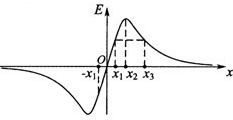 E
O
-x₁ x₁ x₂ x₃ x